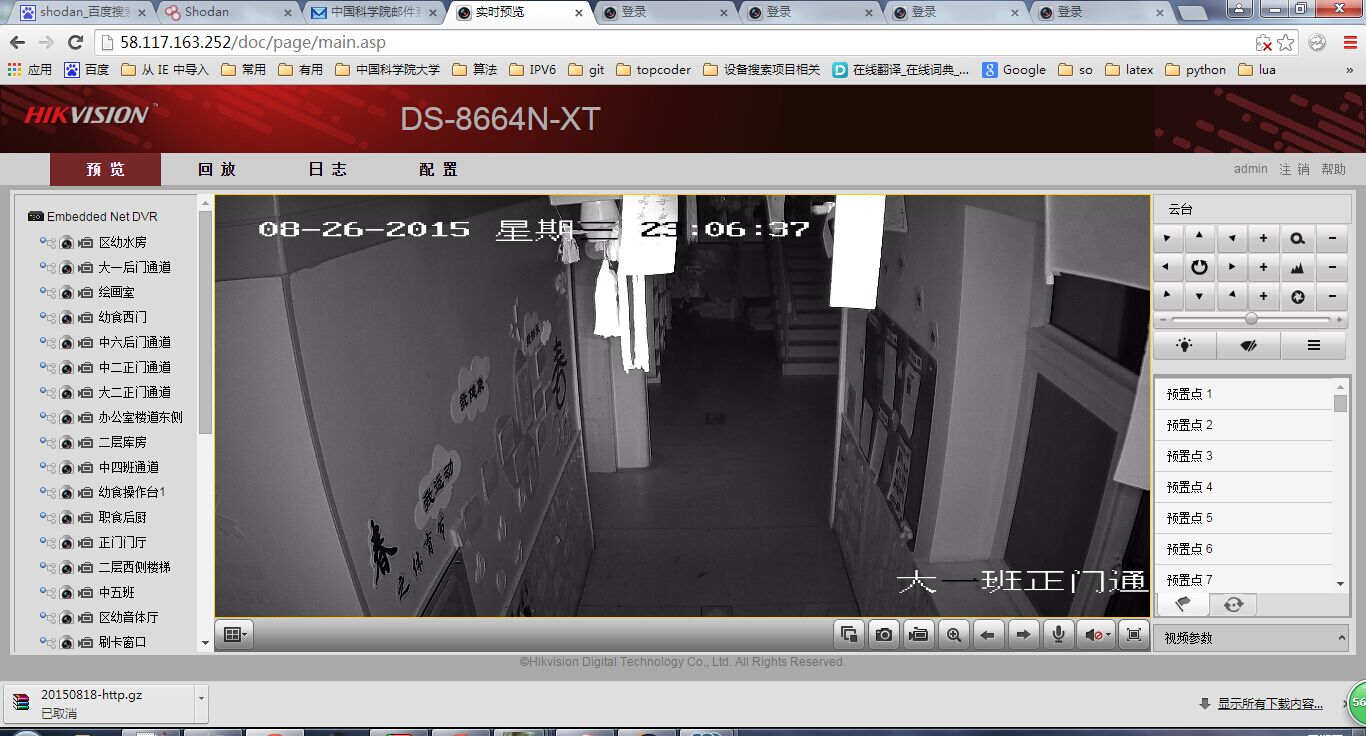 shodan_百度搜
Shodan
中国科学院邮件系
实时预览
登录
登录
登录
登录
58.117.163.252/doc/page/main.asp
应用
百度
从 IE 中导入
常用
有用
中国科学院大学
算法
IPV6
git
topcoder
设备搜索项目相关
在线翻译_在线词典_...
Google
so
latex
python
lua
»
HIKVISION™
DS-8664N-XT
预览
回放
日志
配置
admin
注销
帮助
Embedded Net DVR
区幼水房
大一后门通道
绘画室
幼食西门
中六后门通道
中二正门通道
大二正门通道
办公室楼道东侧
二层库房
中四班通道
幼食操作台1
职食后厨
正门门厅
二层西侧楼梯
中五班
区幼音体厅
刷卡窗口
08-26-2015 星期三 23:06:37
春
大一班正门通
云台
预置点 1
预置点 2
预置点 3
预置点 4
预置点 5
预置点 6
预置点 7
视频参数
©Hikvision Digital Technology Co., Ltd. All Rights Reserved.
20150818-http.gz
已取消
显示所有下载内容...
56